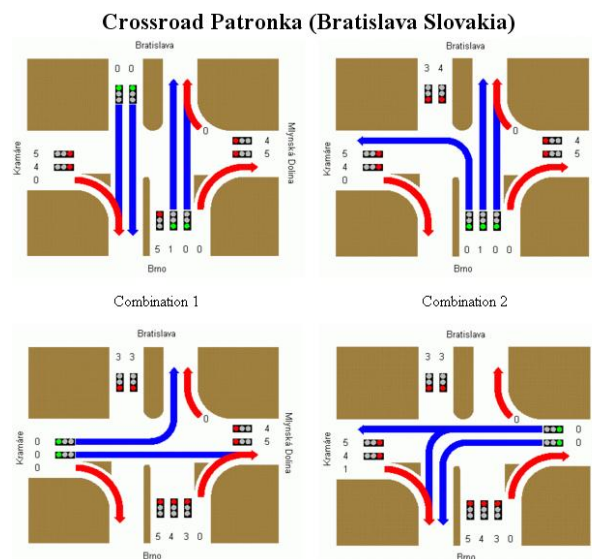 Crossroad Patronka (Bratislava Slovakia)
Bratislava
0 0
0
Kramáre
5
4
0
4
5
Mlynská Dolina
5 1 0 0
Brno
Combination 1
Bratislava
3 4
0
Kramáre
5
4
0
4
5
0 1 0 0
Brno
Combination 2
Bratislava
3 3
0
Kramáre
0
0
0
4
5
Mlynská Dolina
5 4 3 0
Brno
Bratislava
3 3
0
Kramáre
5
4
1
0
0
5 4 3 0
Brno